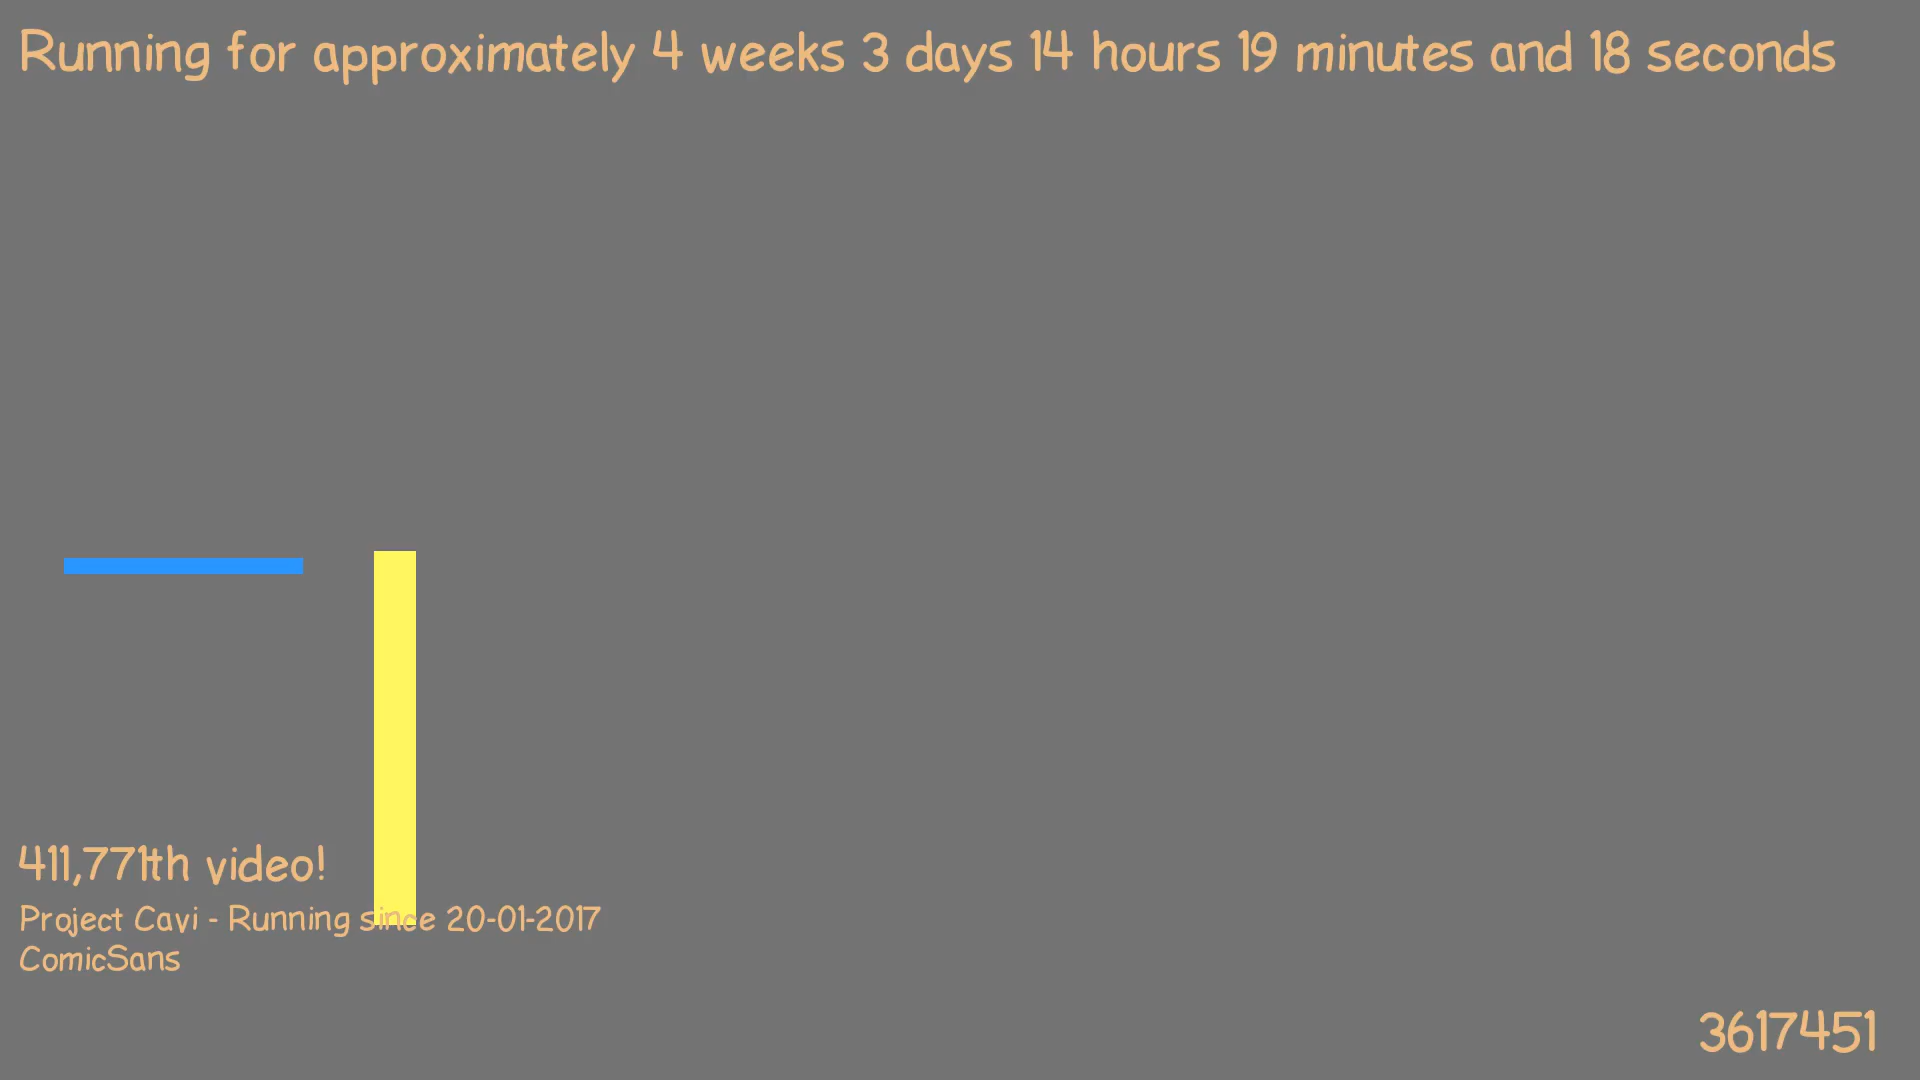 Running for approximately 4 weeks 3 days 14 hours 19 minutes and 18 seconds
411,771th video!
Project Cavi - Running since 20-01-2017
ComicSans
3617451